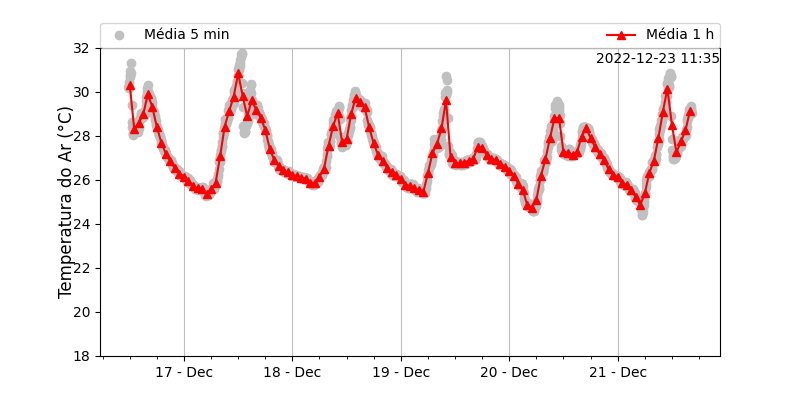 Média 5 min
Média 1 h
2022-12-23 11:35
Temperatura do Ar (°C)
32
30
28
26
24
22
20
18
17 - Dec
18 - Dec
19 - Dec
20 - Dec
21 - Dec